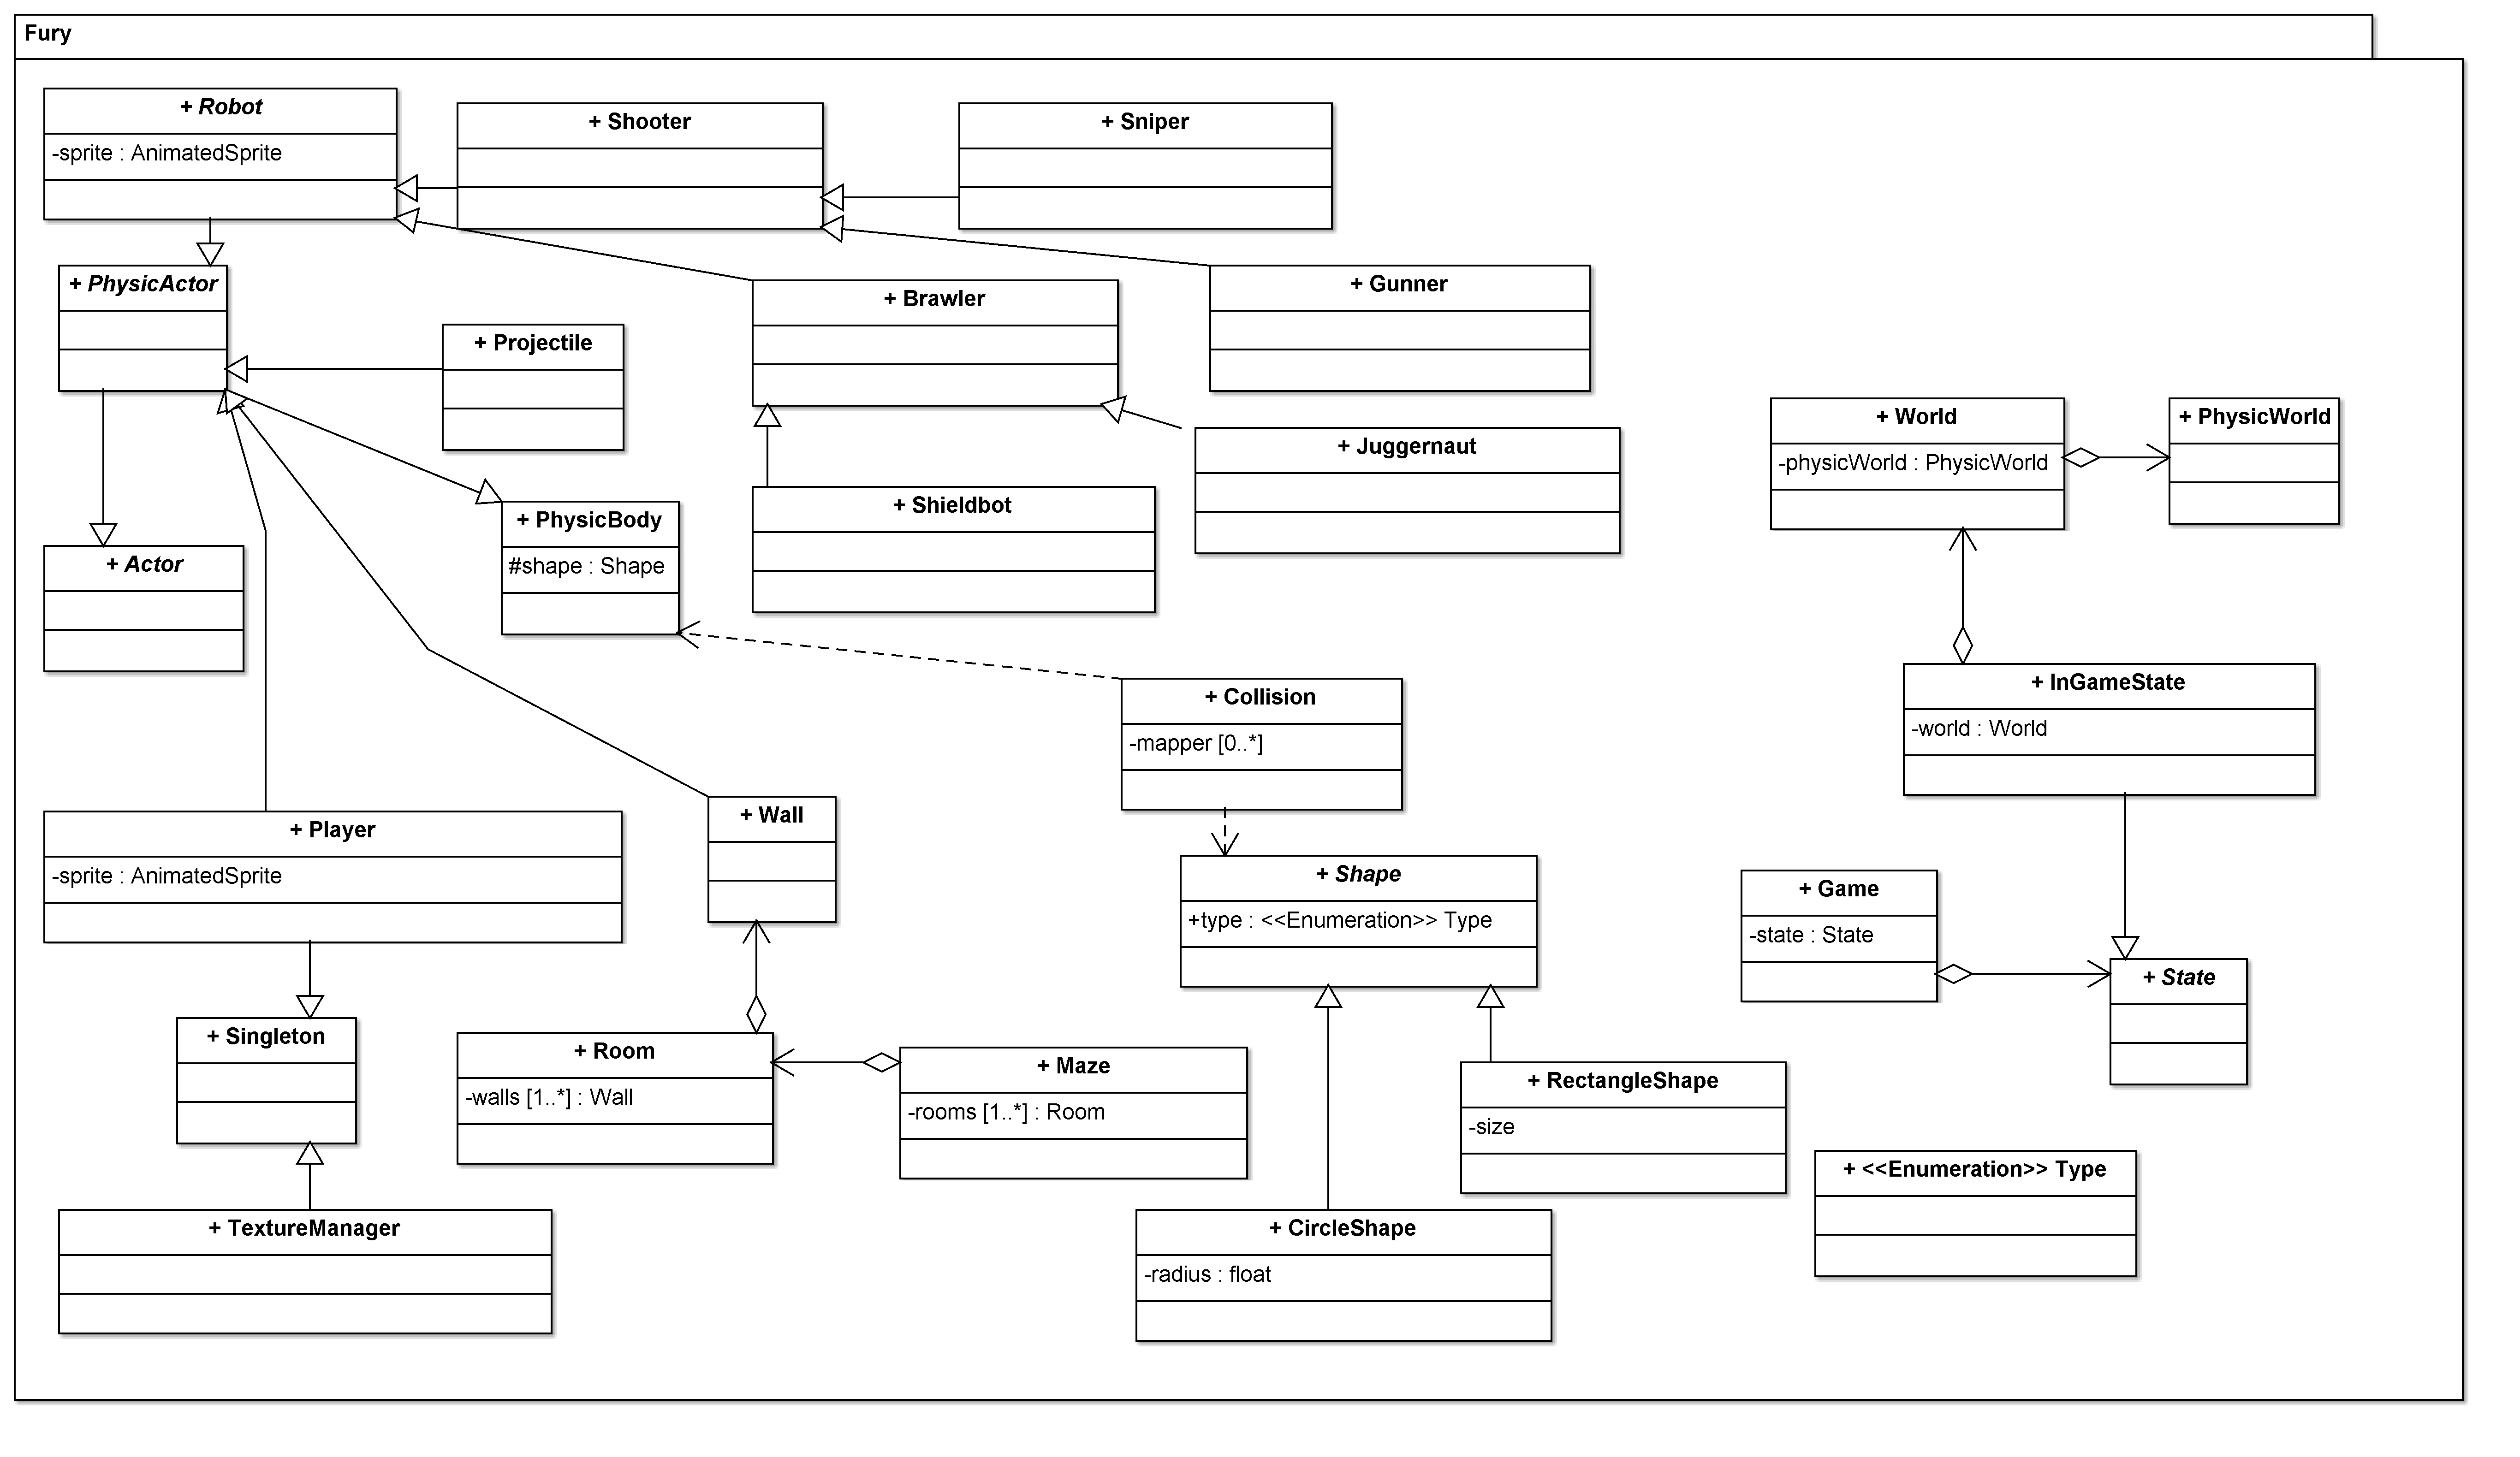 Fury
+ Robot
-sprite : AnimatedSprite
+ Shooter
+ Sniper
+ PhysicActor
+ Projectile
+ Brawler
+ Gunner
+ Juggernaut
+ Shieldbot
+ World
-physicWorld : PhysicWorld
+ PhysicWorld
+ Actor
+ PhysicBody
#shape : Shape
+ Collision
-mapper [0..*]
+ InGameState
-world : World
+ Player
-sprite : AnimatedSprite
+ Wall
+ Shape
+type : <<Enumeration>> Type
+ Game
-state : State
+ State
+ Singleton
+ Room
-walls [1..*] : Wall
+ Maze
-rooms [1..*] : Room
+ RectangleShape
-size
+ <<Enumeration>> Type
+ TextureManager
+ CircleShape
-radius : float